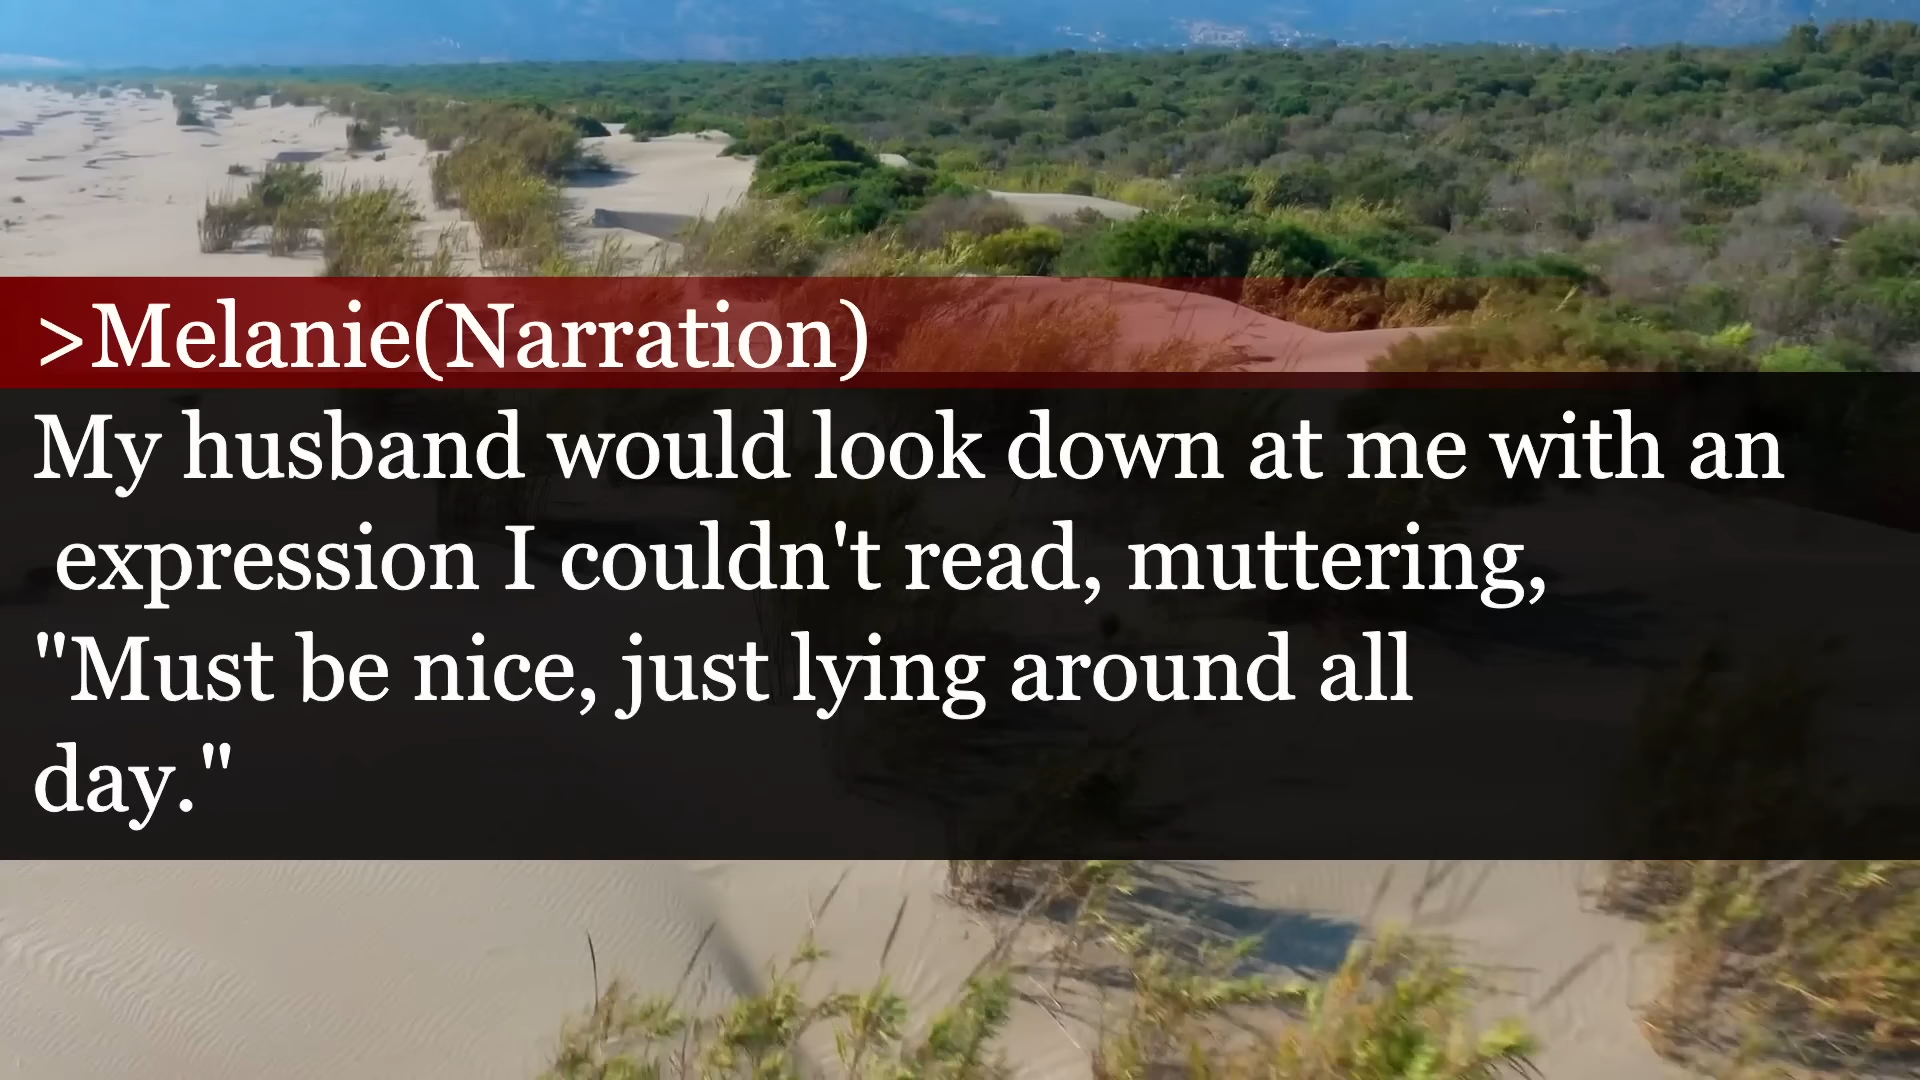 >Melanie(Narration)
My husband would look down at me with an
expression I couldn't read, muttering,
"Must be nice, just lying around all
day."